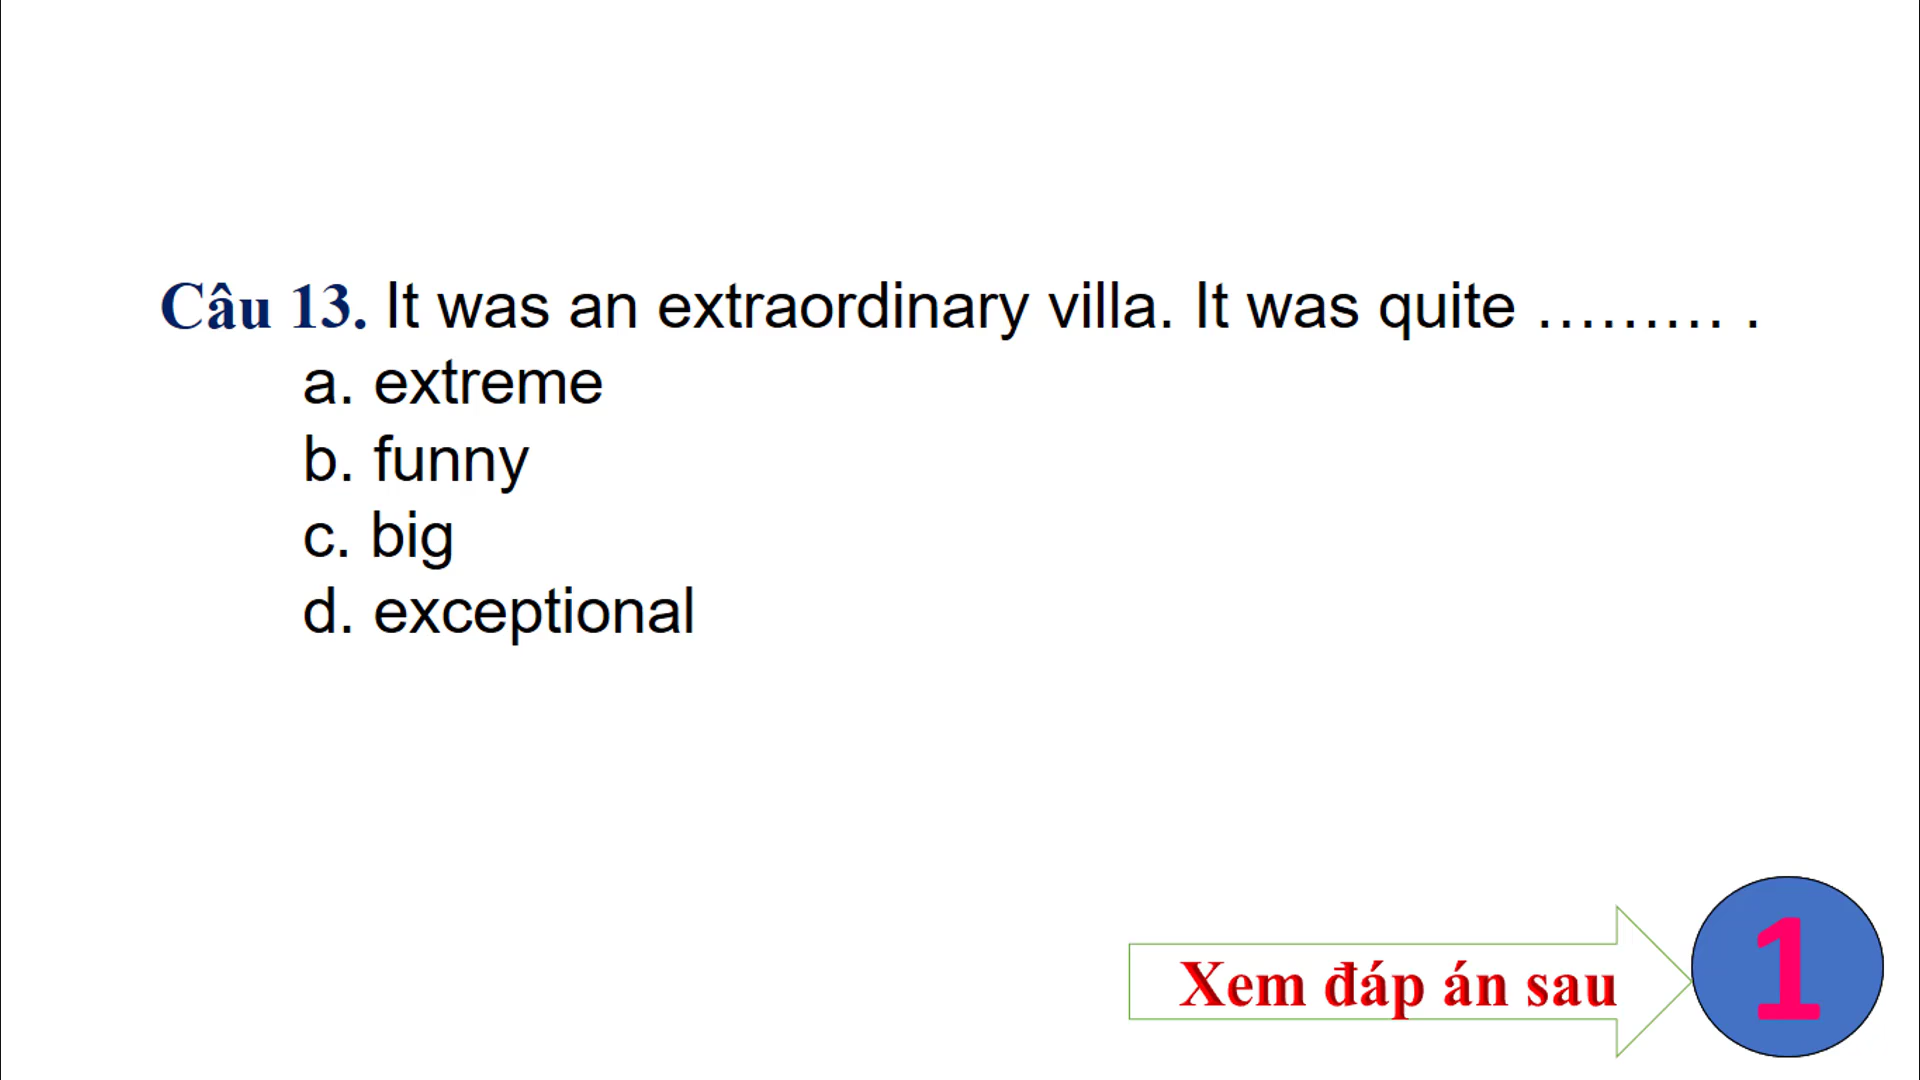 Câu 13. It was an extraordinary villa. It was quite ……… .
a. extreme
b. funny
c. big
d. exceptional
Xem đáp án sau
1